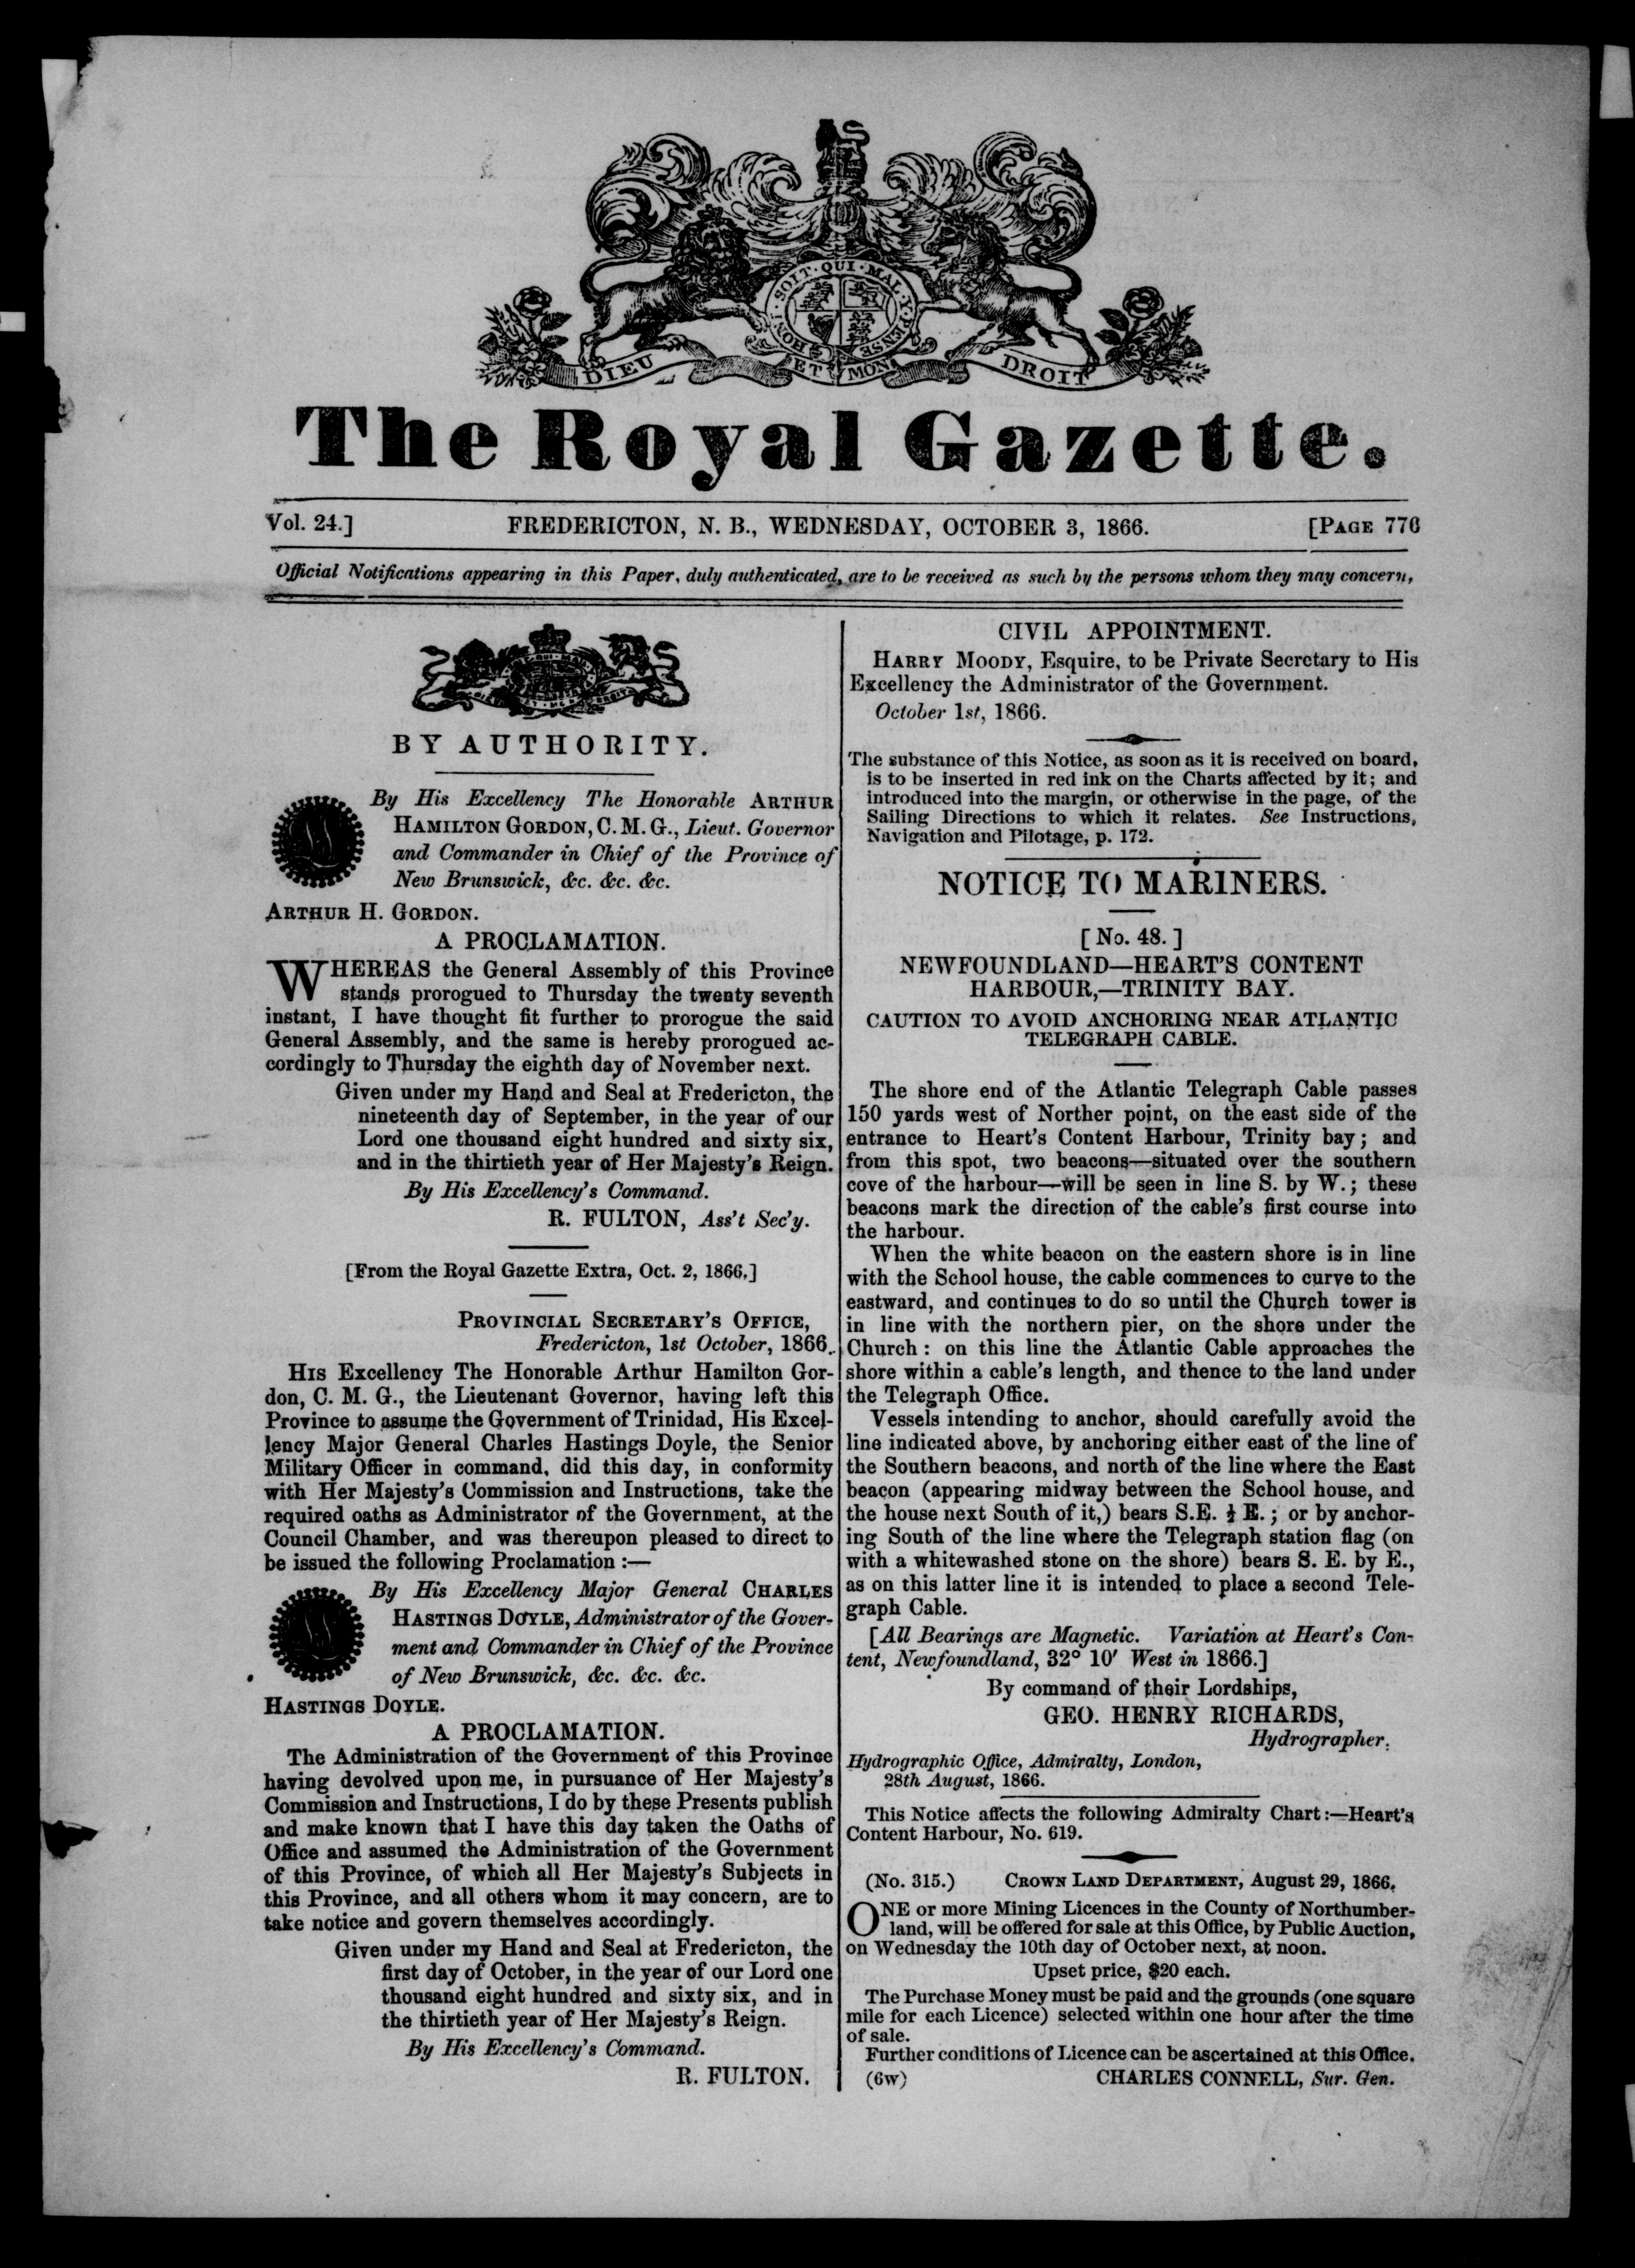 HON SOIT·QUI·MAL·Y·PENSE
DIEU ET MON DROIT
The Royal Gazette.
Vol. 24.] FREDERICTON, N. B., WEDNESDAY, OCTOBER 3, 1866. [PAGE 770
Official Notifications appearing in this Paper, duly authenticated, are to be received as such by the persons whom they may concern,
BY AUTHORITY.
By His Excellency The Honorable ARTHUR
HAMILTON GORDON, C. M. G., Lieut. Governor
and Commander in Chief of the Province of
New Brunswick, &c. &c. &c.
ARTHUR H. GORDON.
A PROCLAMATION.
WHEREAS the General Assembly of this Province
stands prorogued to Thursday the twenty seventh
instant, I have thought fit further to prorogue the said
General Assembly, and the same is hereby prorogued ac-
cordingly to Thursday the eighth day of November next.
Given under my Hand and Seal at Fredericton, the
nineteenth day of September, in the year of our
Lord one thousand eight hundred and sixty six,
and in the thirtieth year of Her Majesty's Reign.
By His Excellency's Command.
R. FULTON, Ass't Sec'y.
[From the Royal Gazette Extra, Oct. 2, 1866.]
PROVINCIAL SECRETARY'S OFFICE,
Fredericton, 1st October, 1866.
HIS Excellency The Honorable Arthur Hamilton Gor-
don, C. M. G., the Lieutenant Governor, having left this
Province to assume the Government of Trinidad, His Excel-
lency Major General Charles Hastings Doyle, the Senior
Military Officer in command, did this day, in conformity
with Her Majesty's Commission and Instructions, take the
required oaths as Administrator of the Government, at the
Council Chamber, and was thereupon pleased to direct to
be issued the following Proclamation :—
By His Excellency Major General CHARLES
HASTINGS DOYLE, Administrator of the Gover-
ment and Commander in Chief of the Province
of New Brunswick, &c. &c. &c.
HASTINGS DOYLE.
A PROCLAMATION.
The Administration of the Government of this Province
having devolved upon me, in pursuance of Her Majesty's
Commission and Instructions, I do by these Presents publish
and make known that I have this day taken the Oaths of
Office and assumed the Administration of the Government
of this Province, of which all Her Majesty's Subjects in
this Province, and all others whom it may concern, are to
take notice and govern themselves accordingly.
Given under my Hand and Seal at Fredericton, the
first day of October, in the year of our Lord one
thousand eight hundred and sixty six, and in
the thirtieth year of Her Majesty's Reign.
By His Excellency's Command.
R. FULTON.
CIVIL APPOINTMENT.
HARRY MOODY, Esquire, to be Private Secretary to His
Excellency the Administrator of the Government.
October 1st, 1866.
The substance of this Notice, as soon as it is received on board,
is to be inserted in red ink on the Charts affected by it; and
introduced into the margin, or otherwise in the page, of the
Sailing Directions to which it relates. See Instructions,
Navigation and Pilotage, p. 172.
NOTICE TO MARINERS.
[ No. 48. ]
NEWFOUNDLAND—HEART'S CONTENT
HARBOUR,—TRINITY BAY.
CAUTION TO AVOID ANCHORING NEAR ATLANTIC
TELEGRAPH CABLE.
The shore end of the Atlantic Telegraph Cable passes
150 yards west of Norther point, on the east side of the
entrance to Heart's Content Harbour, Trinity bay; and
from this spot, two beacons—situated over the southern
cove of the harbour—will be seen in line S. by W.; these
beacons mark the direction of the cable's first course into
the harbour.
When the white beacon on the eastern shore is in line
with the School house, the cable commences to curve to the
eastward, and continues to do so until the Church tower is
in line with the northern pier, on the shore under the
Church : on this line the Atlantic Cable approaches the
shore within a cable's length, and thence to the land under
the Telegraph Office.
Vessels intending to anchor, should carefully avoid the
line indicated above, by anchoring either east of the line of
the Southern beacons, and north of the line where the East
beacon (appearing midway between the School house, and
the house next South of it,) bears S.E. ½ E. ; or by anchor-
ing South of the line where the Telegraph station flag (on
with a whitewashed stone on the shore) bears S. E. by E.,
as on this latter line it is intended to place a second Tele-
graph Cable.
[All Bearings are Magnetic. Variation at Heart's Con-
tent, Newfoundland, 32° 10' West in 1866.]
By command of their Lordships,
GEO. HENRY RICHARDS,
Hydrographer.
Hydrographic Office, Admiralty, London,
28th August, 1866.
This Notice affects the following Admiralty Chart :—Heart's
Content Harbour, No. 619.
(No. 315.) CROWN LAND DEPARTMENT, August 29, 1866.
ONE or more Mining Licences in the County of Northumber-
land, will be offered for sale at this Office, by Public Auction,
on Wednesday the 10th day of October next, at noon.
Upset price, $20 each.
The Purchase Money must be paid and the grounds (one square
mile for each Licence) selected within one hour after the time
of sale.
Further conditions of Licence can be ascertained at this Office.
(6w) CHARLES CONNELL, Sur. Gen.